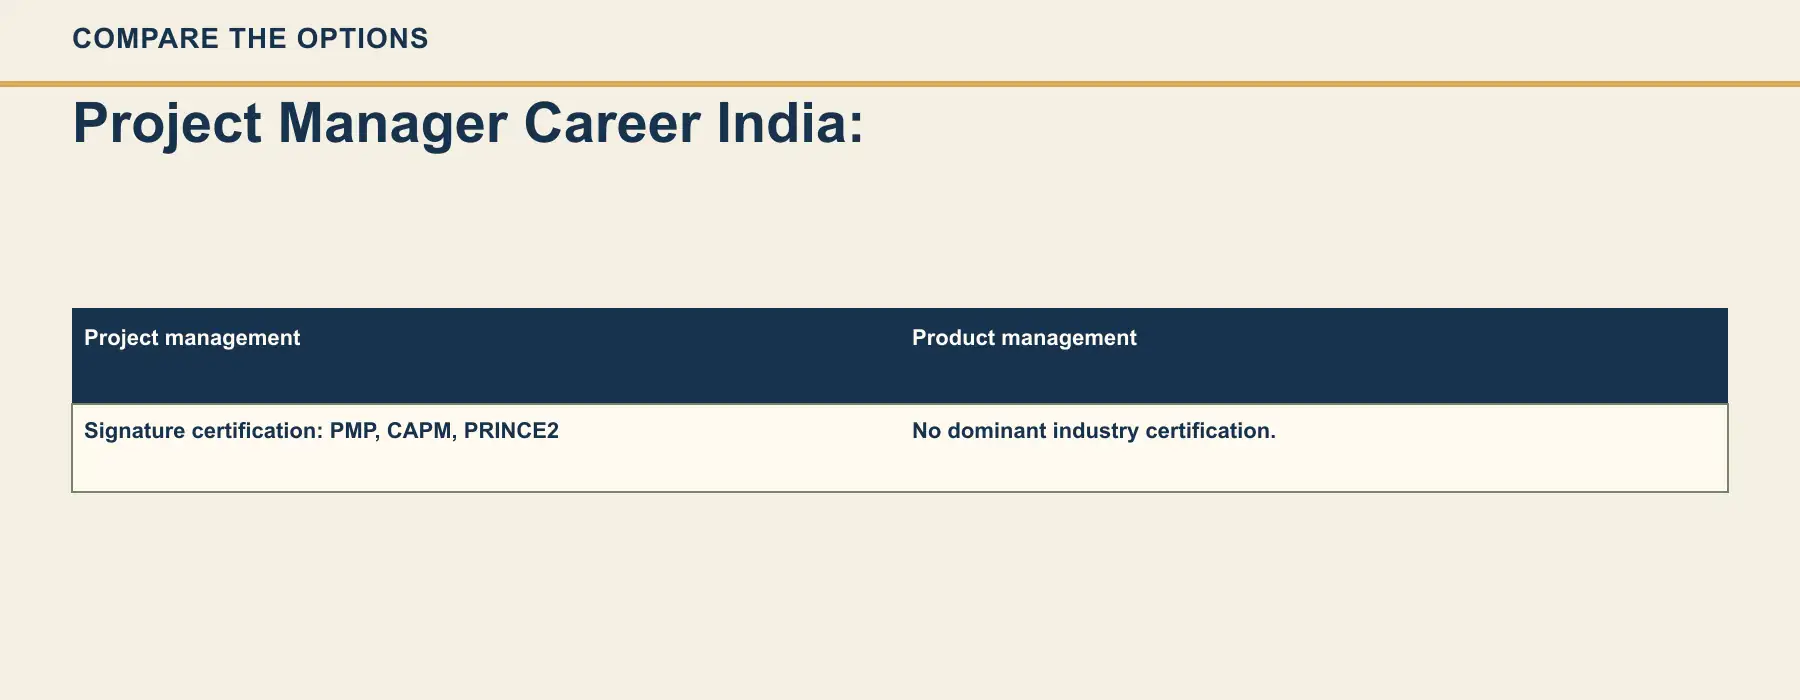 COMPARE THE OPTIONS
Project Manager Career India:
Project management
Product management
Signature certification: PMP, CAPM, PRINCE2
No dominant industry certification.